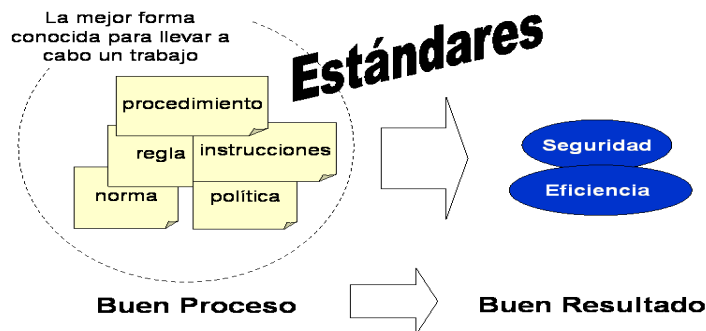 La mejor forma
conocida para llevar a
cabo un trabajo
Estándares
procedimiento
regla
instrucciones
norma
política
Seguridad
Eficiencia
Buen Proceso
Buen Resultado